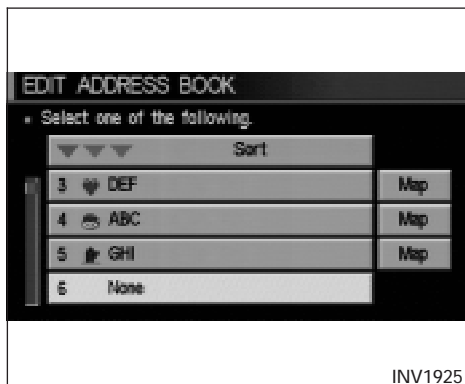 EDIT ADDRESS BOOK
• Select one of the following.
Sort
3 DEF Map
4 ABC Map
5 GHI Map
6 None
INV1925